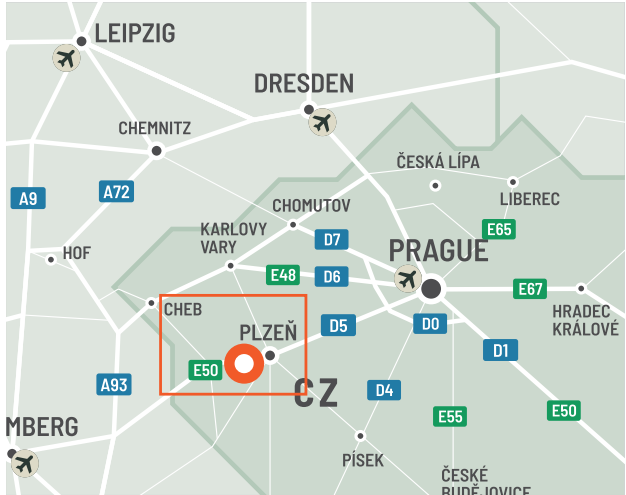 LEIPZIG
DRESDEN
CHEMNITZ
ČESKÁ LÍPA
A9
A72
LIBEREC
CHOMUTOV
KARLOVY
VARY
D7
E65
HOF
PRAGUE
E48
D6
E67
CHEB
HRADEC
KRÁLOVÉ
PLZEŇ
D5
D0
D1
E50
A93
CZ
D4
E55
E50
MBERG
PÍSEK
ČESKÉ
BUDĚJOVICE